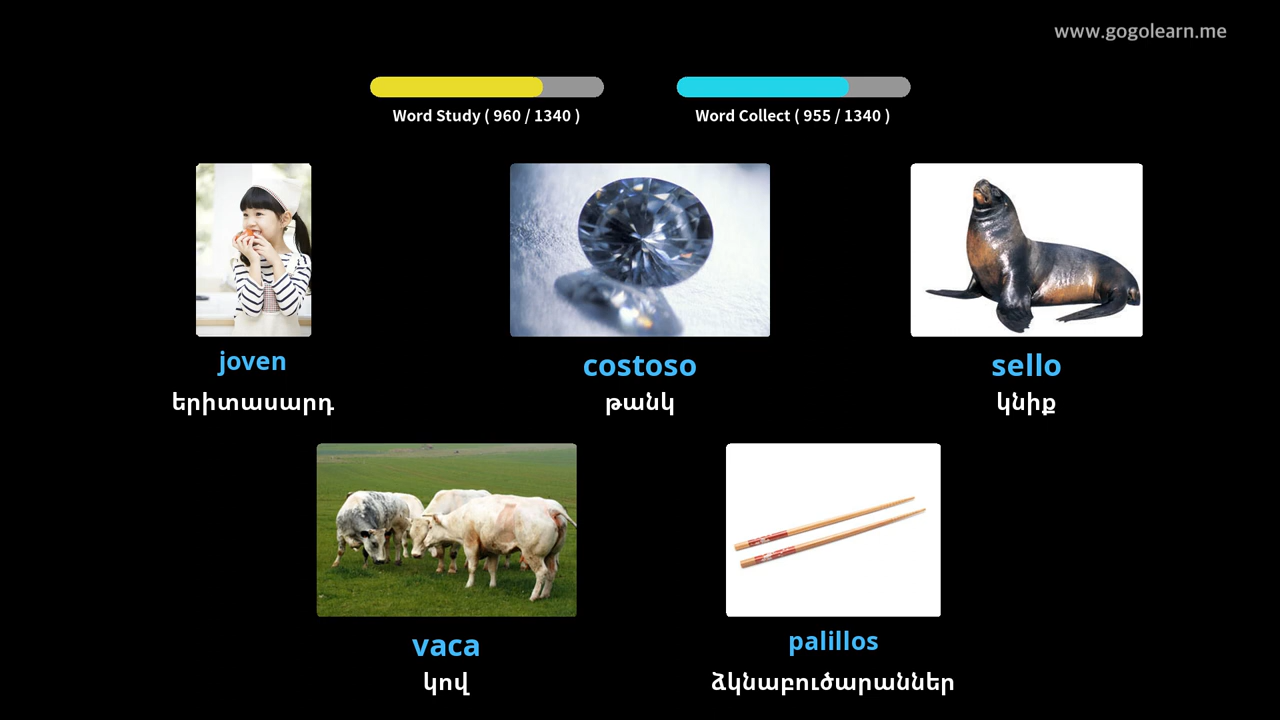 www.gogolearn.me
Word Study ( 960 / 1340 )
Word Collect ( 955 / 1340 )
joven
երիտասարդ
costoso
թանկ
sello
կնիք
vaca
կով
palillos
ձկնաբուծարաններ